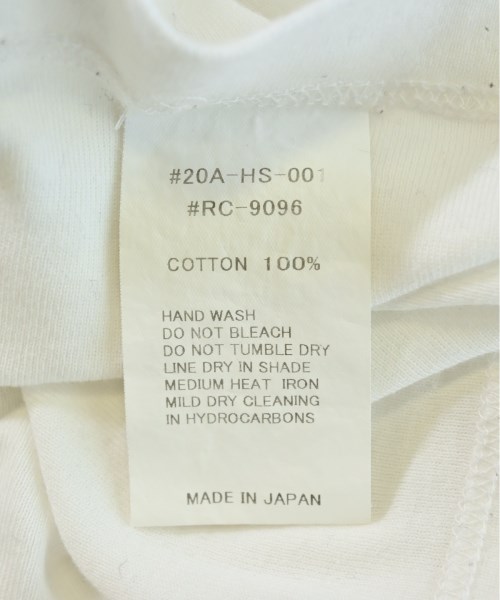 #20A-HS-001
#RC-9096
COTTON 100%
HAND WASH
DO NOT BLEACH
DO NOT TUMBLE DRY
LINE DRY IN SHADE
MEDIUM HEAT IRON
MILD DRY CLEANING
IN HYDROCARBONS
MADE IN JAPAN